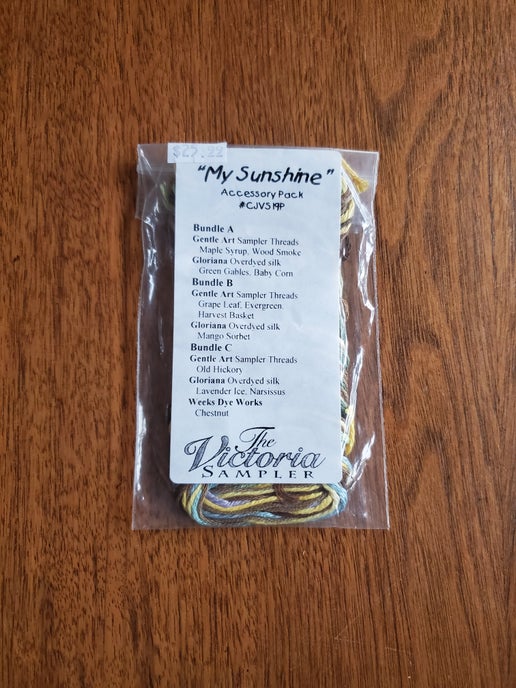 $27.22
"My Sunshine"
Accessory Pack
#CJVS19P
Bundle A
Gentle Art Sampler Threads
Maple Syrup, Wood Smoke
Gloriana Overdyed silk
Green Gables, Baby Corn
Bundle B
Gentle Art Sampler Threads
Grape Leaf, Evergreen,
Harvest Basket
Gloriana Overdyed silk
Mango Sorbet
Bundle C
Gentle Art Sampler Threads
Old Hickory
Gloriana Overdyed silk
Lavender Ice, Narsissus
Weeks Dye Works
Chestnut
The
Victoria
SAMPLER